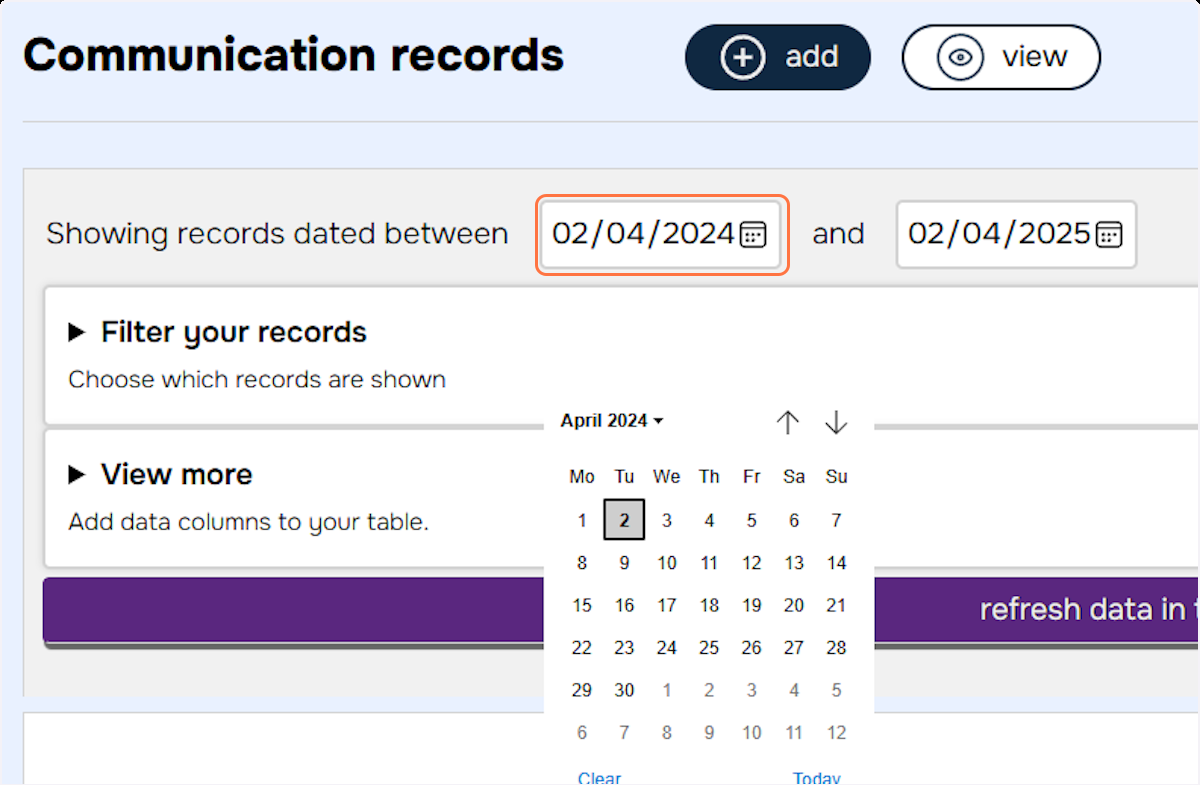 Communication records
add
view
Showing records dated between 02/04/2024 and 02/04/2025
Filter your records
Choose which records are shown
View more
Add data columns to your table.
refresh data in
April 2024
Mo Tu We Th Fr Sa Su
1 2 3 4 5 6 7
8 9 10 11 12 13 14
15 16 17 18 19 20 21
22 23 24 25 26 27 28
29 30 1 2 3 4 5
6 7 8 9 10 11 12
Clear Today